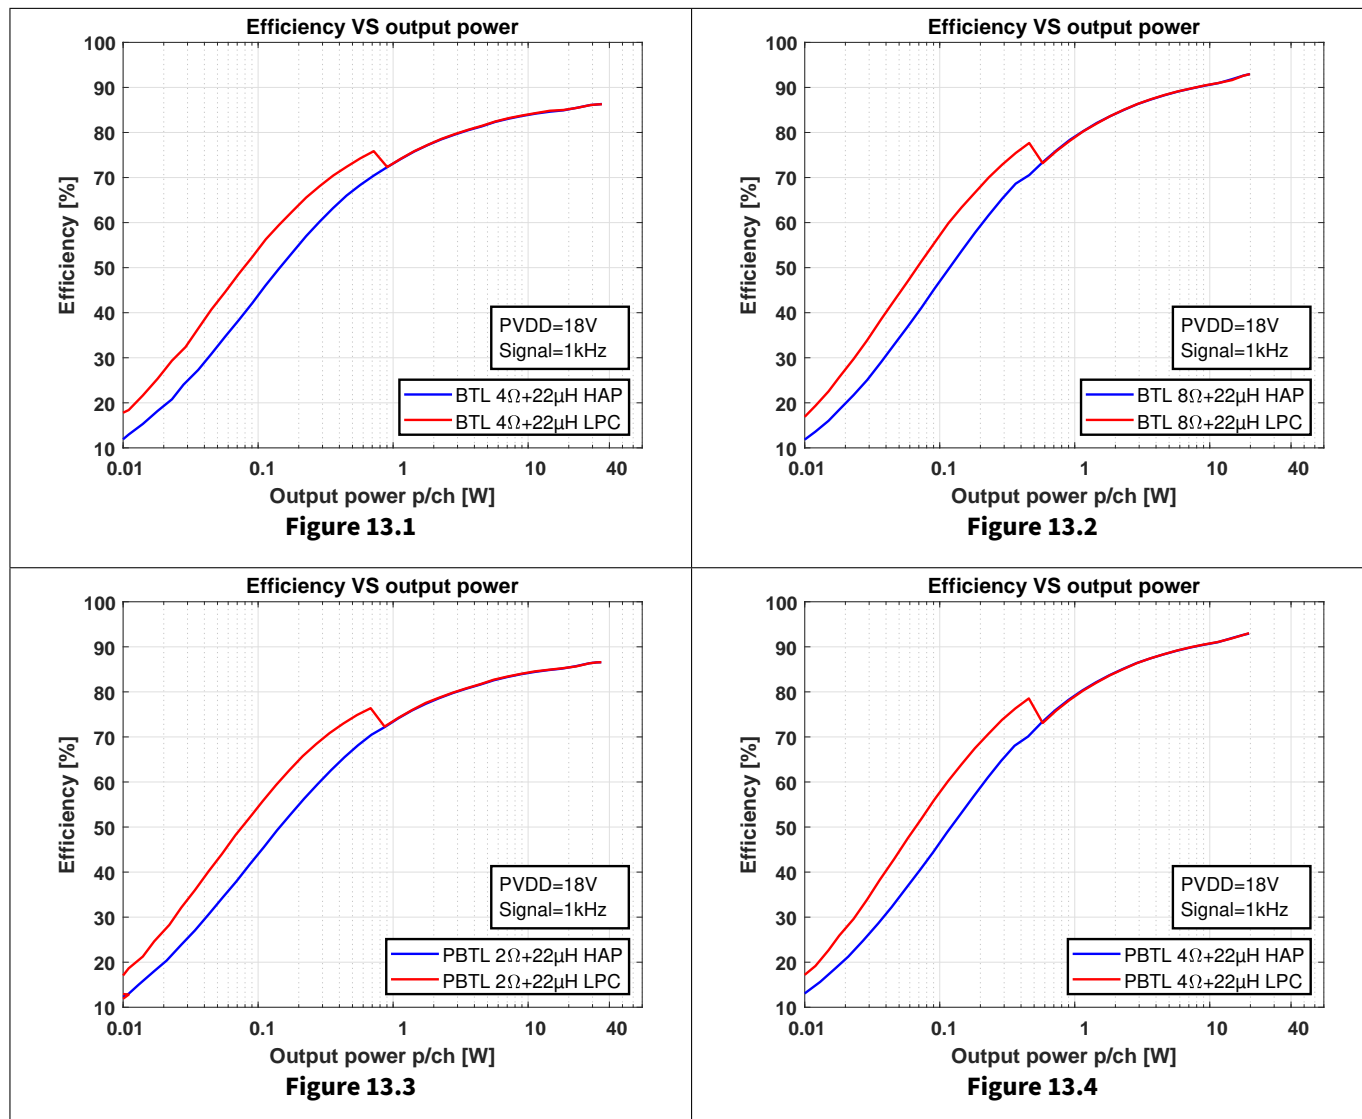 Efficiency VS output power
100
90
80
70
60
50
40
30
20
10
Efficiency [%]
PVDD=18V
Signal=1kHz
BTL 4Ω+22µH HAP
BTL 4Ω+22µH LPC
0.01 0.1 1 10 40
Output power p/ch [W]
Figure 13.1
Efficiency VS output power
100
90
80
70
60
50
40
30
20
10
Efficiency [%]
PVDD=18V
Signal=1kHz
BTL 8Ω+22µH HAP
BTL 8Ω+22µH LPC
0.01 0.1 1 10 40
Output power p/ch [W]
Figure 13.2
Efficiency VS output power
100
90
80
70
60
50
40
30
20
10
Efficiency [%]
PVDD=18V
Signal=1kHz
PBTL 2Ω+22µH HAP
PBTL 2Ω+22µH LPC
0.01 0.1 1 10 40
Output power p/ch [W]
Figure 13.3
Efficiency VS output power
100
90
80
70
60
50
40
30
20
10
Efficiency [%]
PVDD=18V
Signal=1kHz
PBTL 4Ω+22µH HAP
PBTL 4Ω+22µH LPC
0.01 0.1 1 10 40
Output power p/ch [W]
Figure 13.4